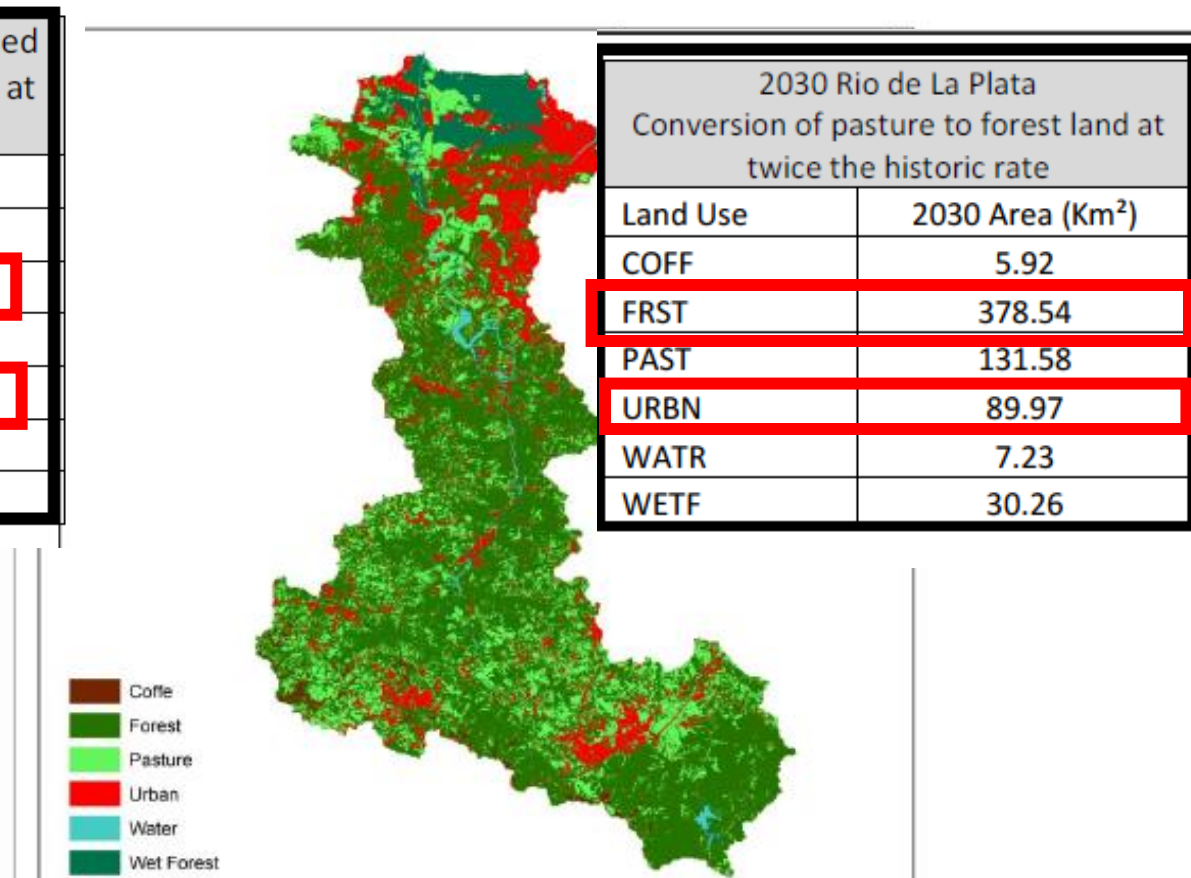 ed
at
2030 Rio de La Plata
Conversion of pasture to forest land at
twice the historic rate
Land Use 2030 Area (Km²)
COFF 5.92
FRST 378.54
PAST 131.58
URBN 89.97
WATR 7.23
WETF 30.26
Coffe
Forest
Pasture
Urban
Water
Wet Forest